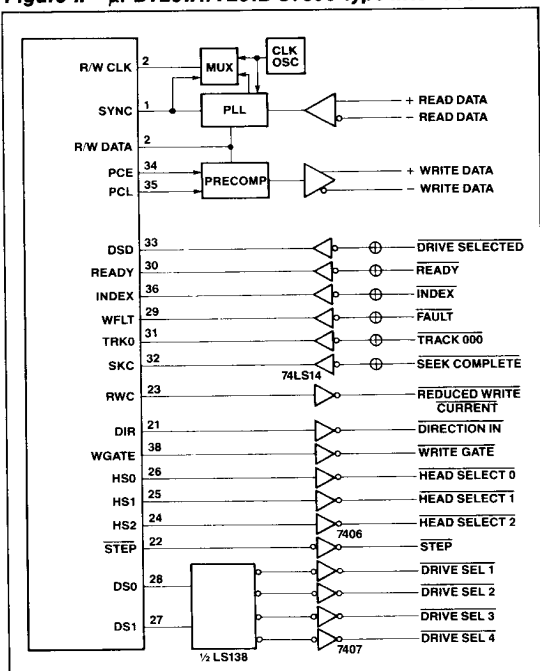 µPD7261A/7261B ST506-Type
R/W CLK 2 MUX CLK OSC
SYNC 1 PLL + READ DATA
− READ DATA
R/W DATA 2
PCE 34 PRECOMP + WRITE DATA
PCL 35 − WRITE DATA
DSD 33 DRIVE SELECTED
READY 30 READY
INDEX 36 INDEX
WFLT 29 FAULT
TRK0 31 TRACK 000
SKC 32 SEEK COMPLETE
74LS14
RWC 23 REDUCED WRITE
CURRENT
DIR 21 DIRECTION IN
WGATE 38 WRITE GATE
HS0 26 HEAD SELECT 0
HS1 25 HEAD SELECT 1
HS2 24 HEAD SELECT 2
7406
STEP 22 STEP
DRIVE SEL 1
DS0 28 DRIVE SEL 2
DRIVE SEL 3
DS1 27 DRIVE SEL 4
7407
½ LS138